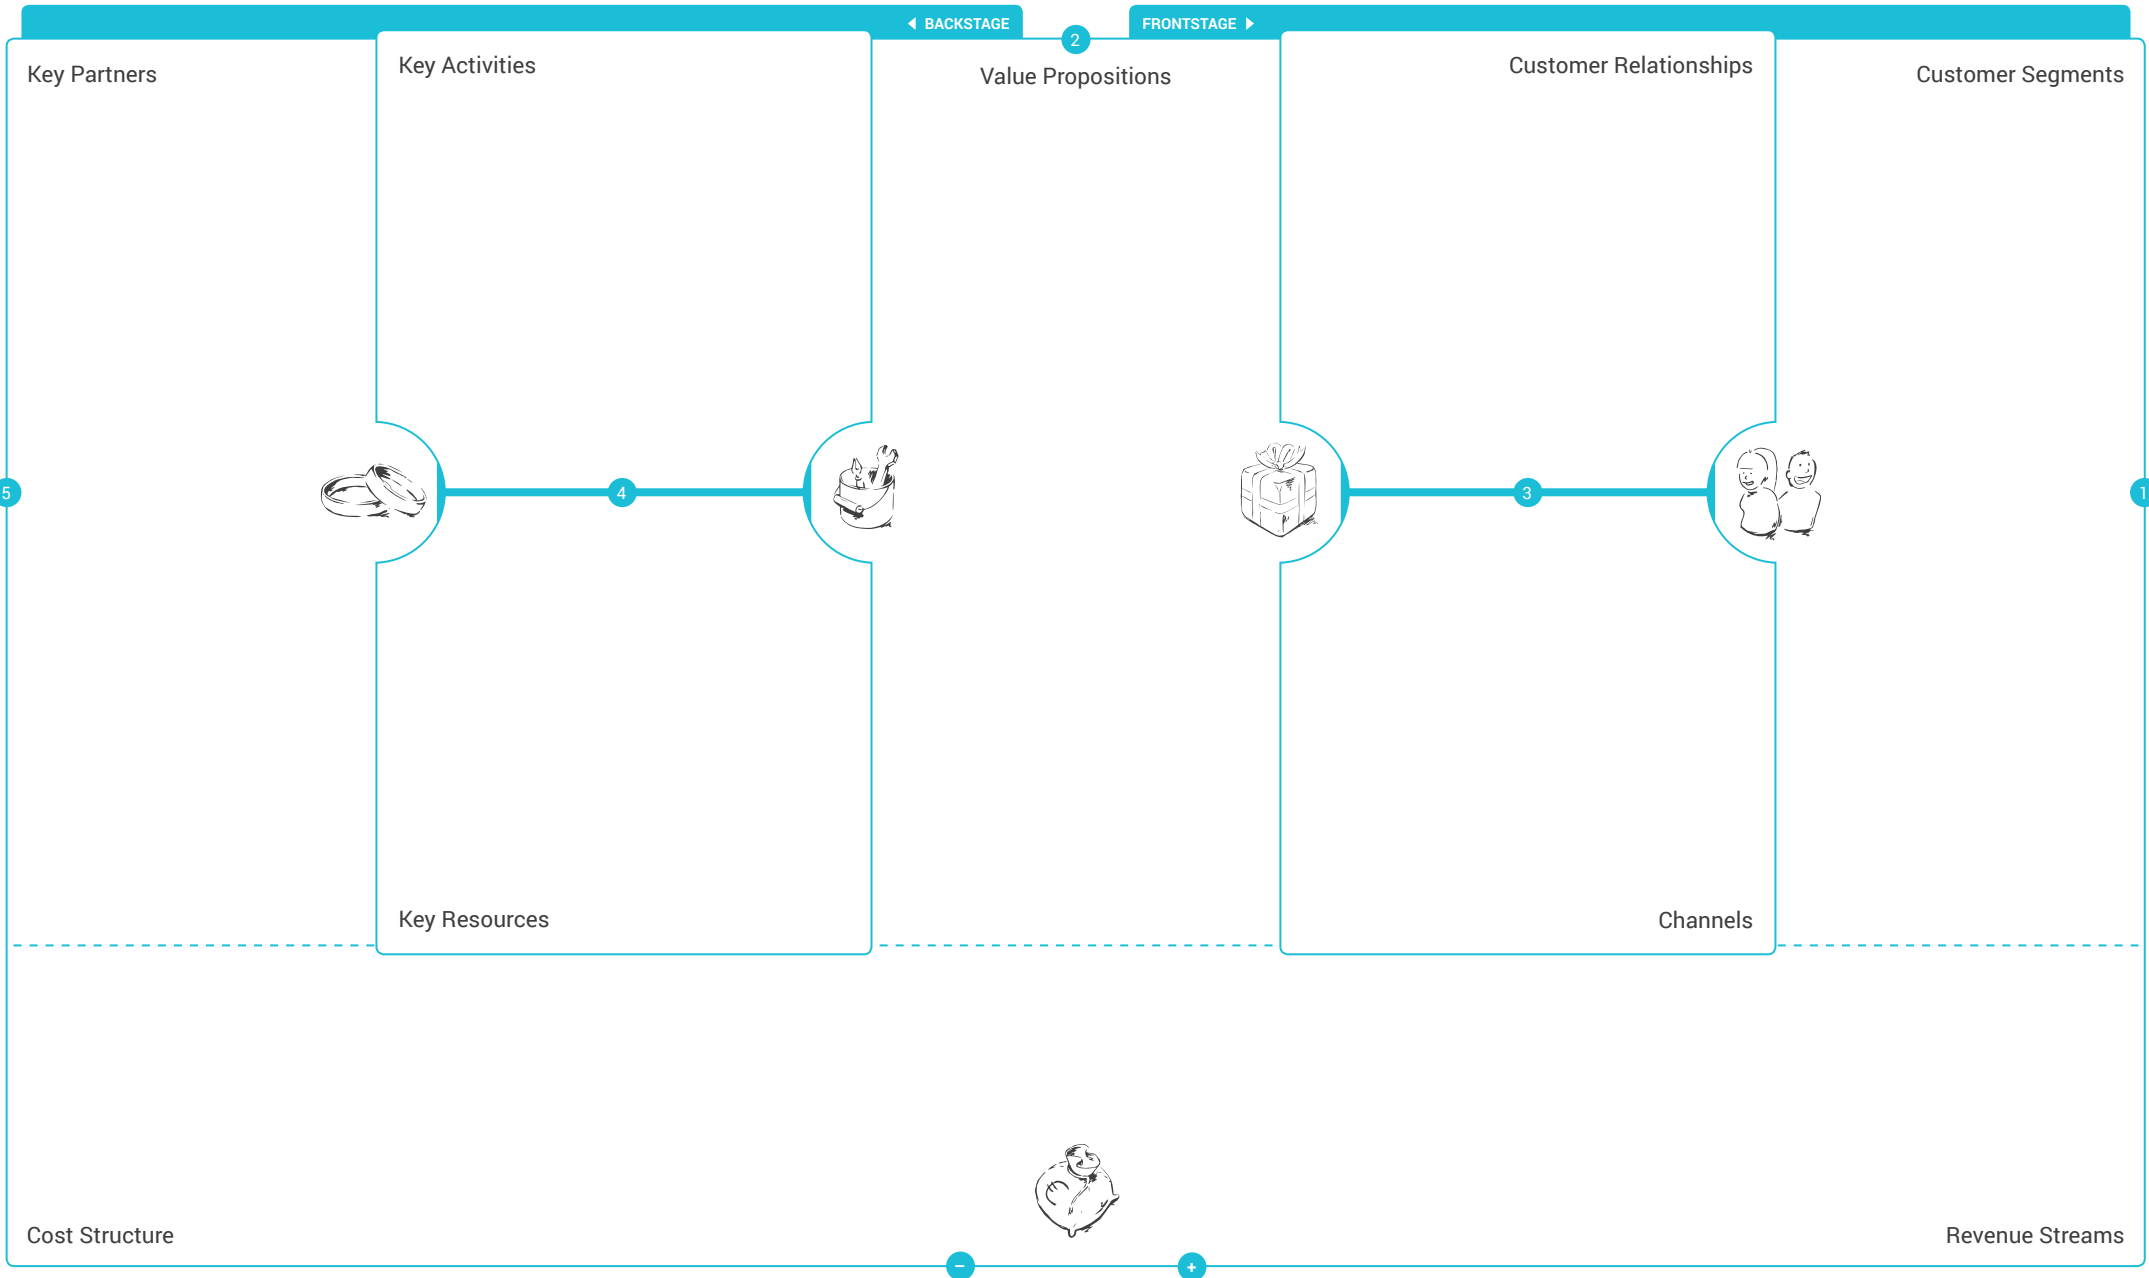 BACKSTAGE
FRONTSTAGE
2
Key Partners
Key Activities
Value Propositions
Customer Relationships
Customer Segments
5
4
3
1
Key Resources
Channels
Cost Structure
Revenue Streams
–
+